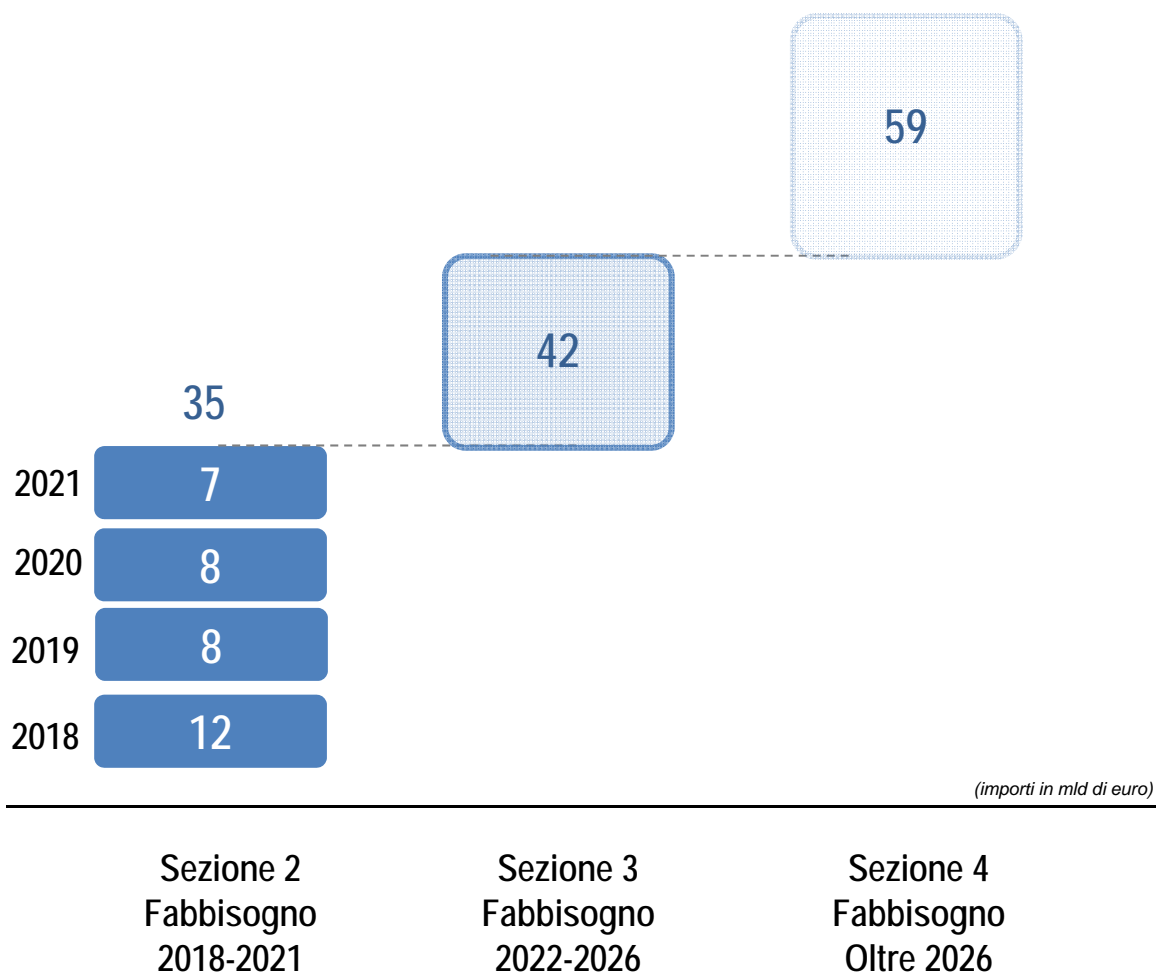 59
42
35
2021 7
2020 8
2019 8
2018 12
(importi in mld di euro)
Sezione 2
Fabbisogno
2018-2021
Sezione 3
Fabbisogno
2022-2026
Sezione 4
Fabbisogno
Oltre 2026